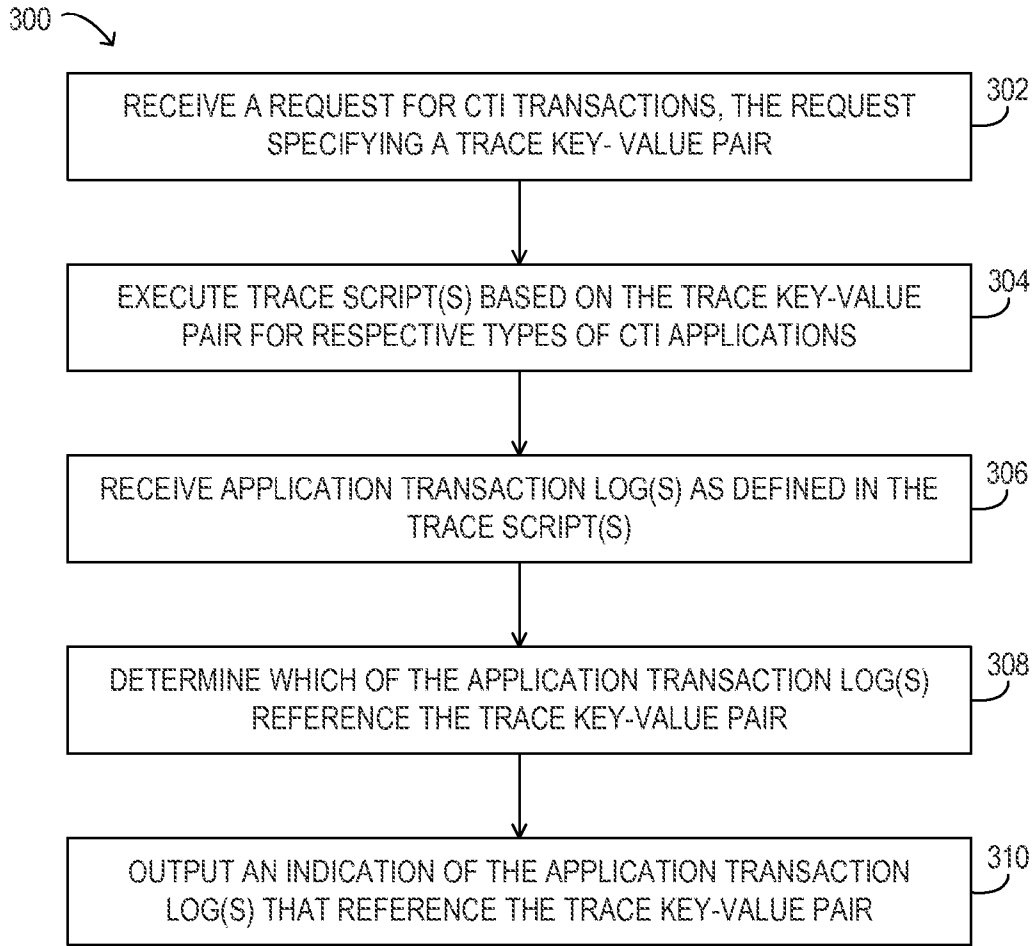 300
RECEIVE A REQUEST FOR CTI TRANSACTIONS, THE REQUEST
SPECIFYING A TRACE KEY- VALUE PAIR
302
EXECUTE TRACE SCRIPT(S) BASED ON THE TRACE KEY-VALUE
PAIR FOR RESPECTIVE TYPES OF CTI APPLICATIONS
304
RECEIVE APPLICATION TRANSACTION LOG(S) AS DEFINED IN THE
TRACE SCRIPT(S)
306
DETERMINE WHICH OF THE APPLICATION TRANSACTION LOG(S)
REFERENCE THE TRACE KEY-VALUE PAIR
308
OUTPUT AN INDICATION OF THE APPLICATION TRANSACTION
LOG(S) THAT REFERENCE THE TRACE KEY-VALUE PAIR
310